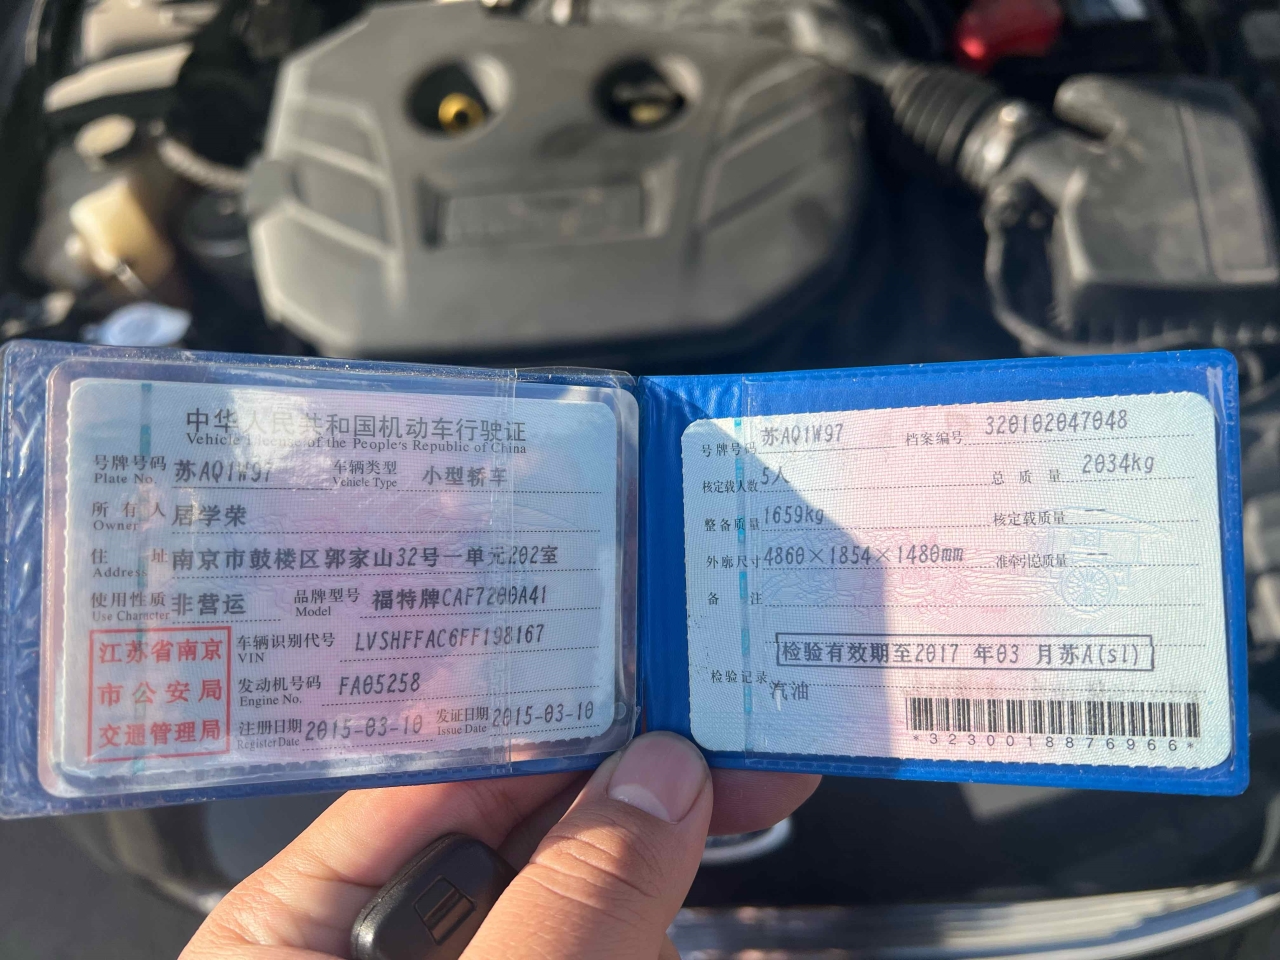 中华人民共和国机动车行驶证
Vehicle License of the People's Republic of China
号牌号码 苏AQ1W97 车辆类型 小型轿车
Plate No. Vehicle Type
所有人 居学荣
Owner
住址 南京市鼓楼区郭家山32号一单元202室
Address
使用性质 非营运 品牌型号 福特牌CAF7200A41
Use Character Model
江苏省南京
市公安局
交通管理局
车辆识别代号 LVSHFFAC6FF198167
VIN
发动机号码 FA05258
Engine No.
注册日期 2015-03-10 发证日期 2015-03-10
Register Date Issue Date
号牌号码 苏AQ1W97 档案编号 320102047048
核定载人数 5人 总质量 2034kg
整备质量 1659kg 核定载质量 --
外廓尺寸 4860×1854×1480mm 准牵引总质量 --
备注
检验有效期至2017 年03 月苏A(sl)
检验记录
汽油
*3230018876966*